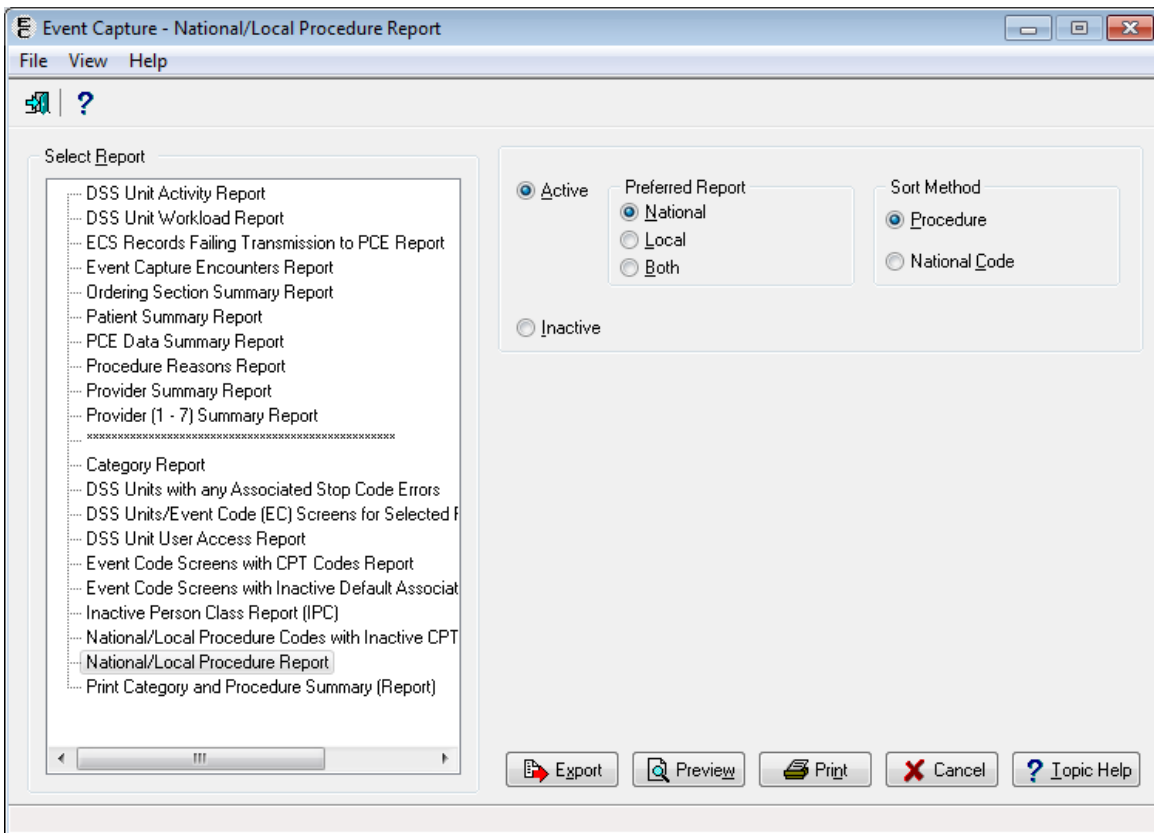 Event Capture - National/Local Procedure Report
File View Help
?
Select Report
DSS Unit Activity Report
DSS Unit Workload Report
ECS Records Failing Transmission to PCE Report
Event Capture Encounters Report
Ordering Section Summary Report
Patient Summary Report
PCE Data Summary Report
Procedure Reasons Report
Provider Summary Report
Provider (1 - 7) Summary Report
**************************************************
Category Report
DSS Units with any Associated Stop Code Errors
DSS Units/Event Code (EC) Screens for Selected
DSS Unit User Access Report
Event Code Screens with CPT Codes Report
Event Code Screens with Inactive Default Associat
Inactive Person Class Report (IPC)
National/Local Procedure Codes with Inactive CPT
National/Local Procedure Report
Print Category and Procedure Summary (Report)
Active
Preferred Report
National
Local
Both
Sort Method
Procedure
National Code
Inactive
Export Preview Print Cancel ? Topic Help